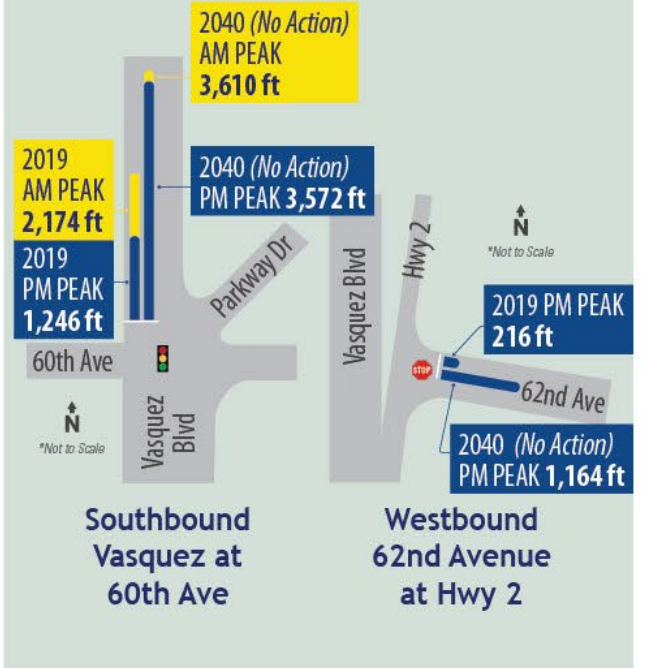 2040 (No Action)
AM PEAK
3,610 ft
2019
AM PEAK
2,174 ft
2040 (No Action)
PM PEAK 3,572 ft
2019
PM PEAK
1,246 ft
Parkway Dr
60th Ave
N
*Not to Scale
Vasquez
Blvd
Southbound
Vasquez at
60th Ave
Vasquez Blvd
Hwy 2
N
*Not to Scale
2019 PM PEAK
216 ft
STOP
62nd Ave
2040 (No Action)
PM PEAK 1,164 ft
Westbound
62nd Avenue
at Hwy 2